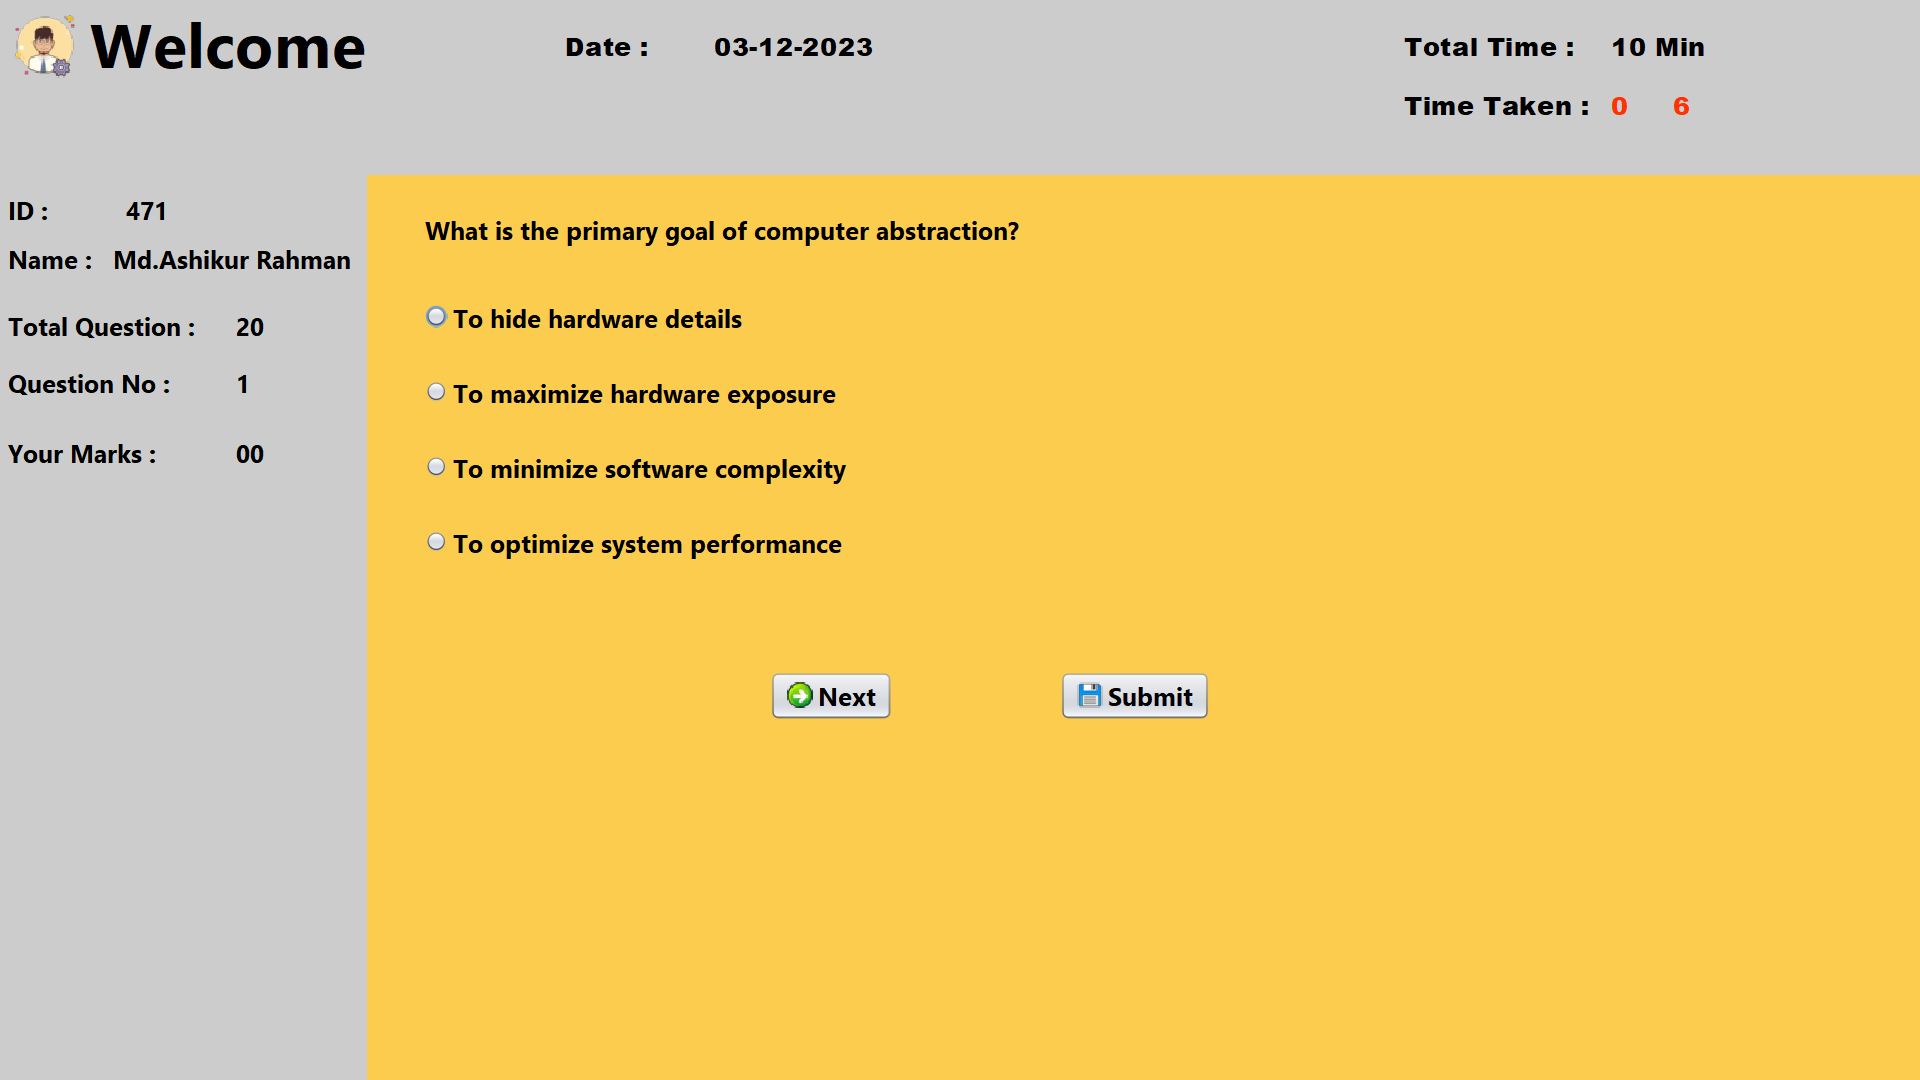 Welcome
Date : 03-12-2023
Total Time : 10 Min
Time Taken : 0 6
ID : 471
Name : Md.Ashikur Rahman
Total Question : 20
Question No : 1
Your Marks : 00
What is the primary goal of computer abstraction?
To hide hardware details
To maximize hardware exposure
To minimize software complexity
To optimize system performance
Next
Submit